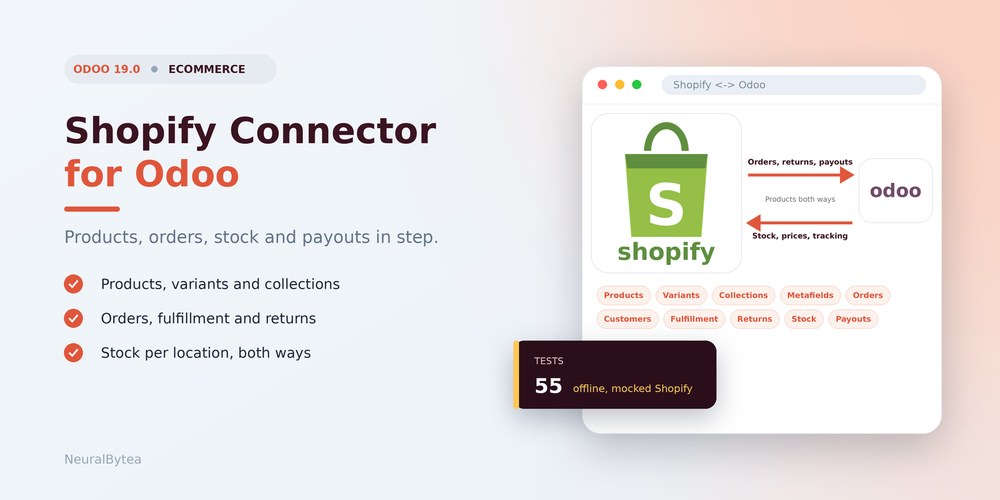 ODOO 19.0 ● ECOMMERCE
Shopify Connector
for Odoo
Products, orders, stock and payouts in step.
Products, variants and collections
Orders, fulfillment and returns
Stock per location, both ways
NeuralBytea
Shopify <-> Odoo
S
shopify
Orders, returns, payouts
Products both ways
Stock, prices, tracking
odoo
Products Variants Collections Metafields Orders
Customers Fulfillment Returns Stock Payouts
TESTS
55 offline, mocked Shopify